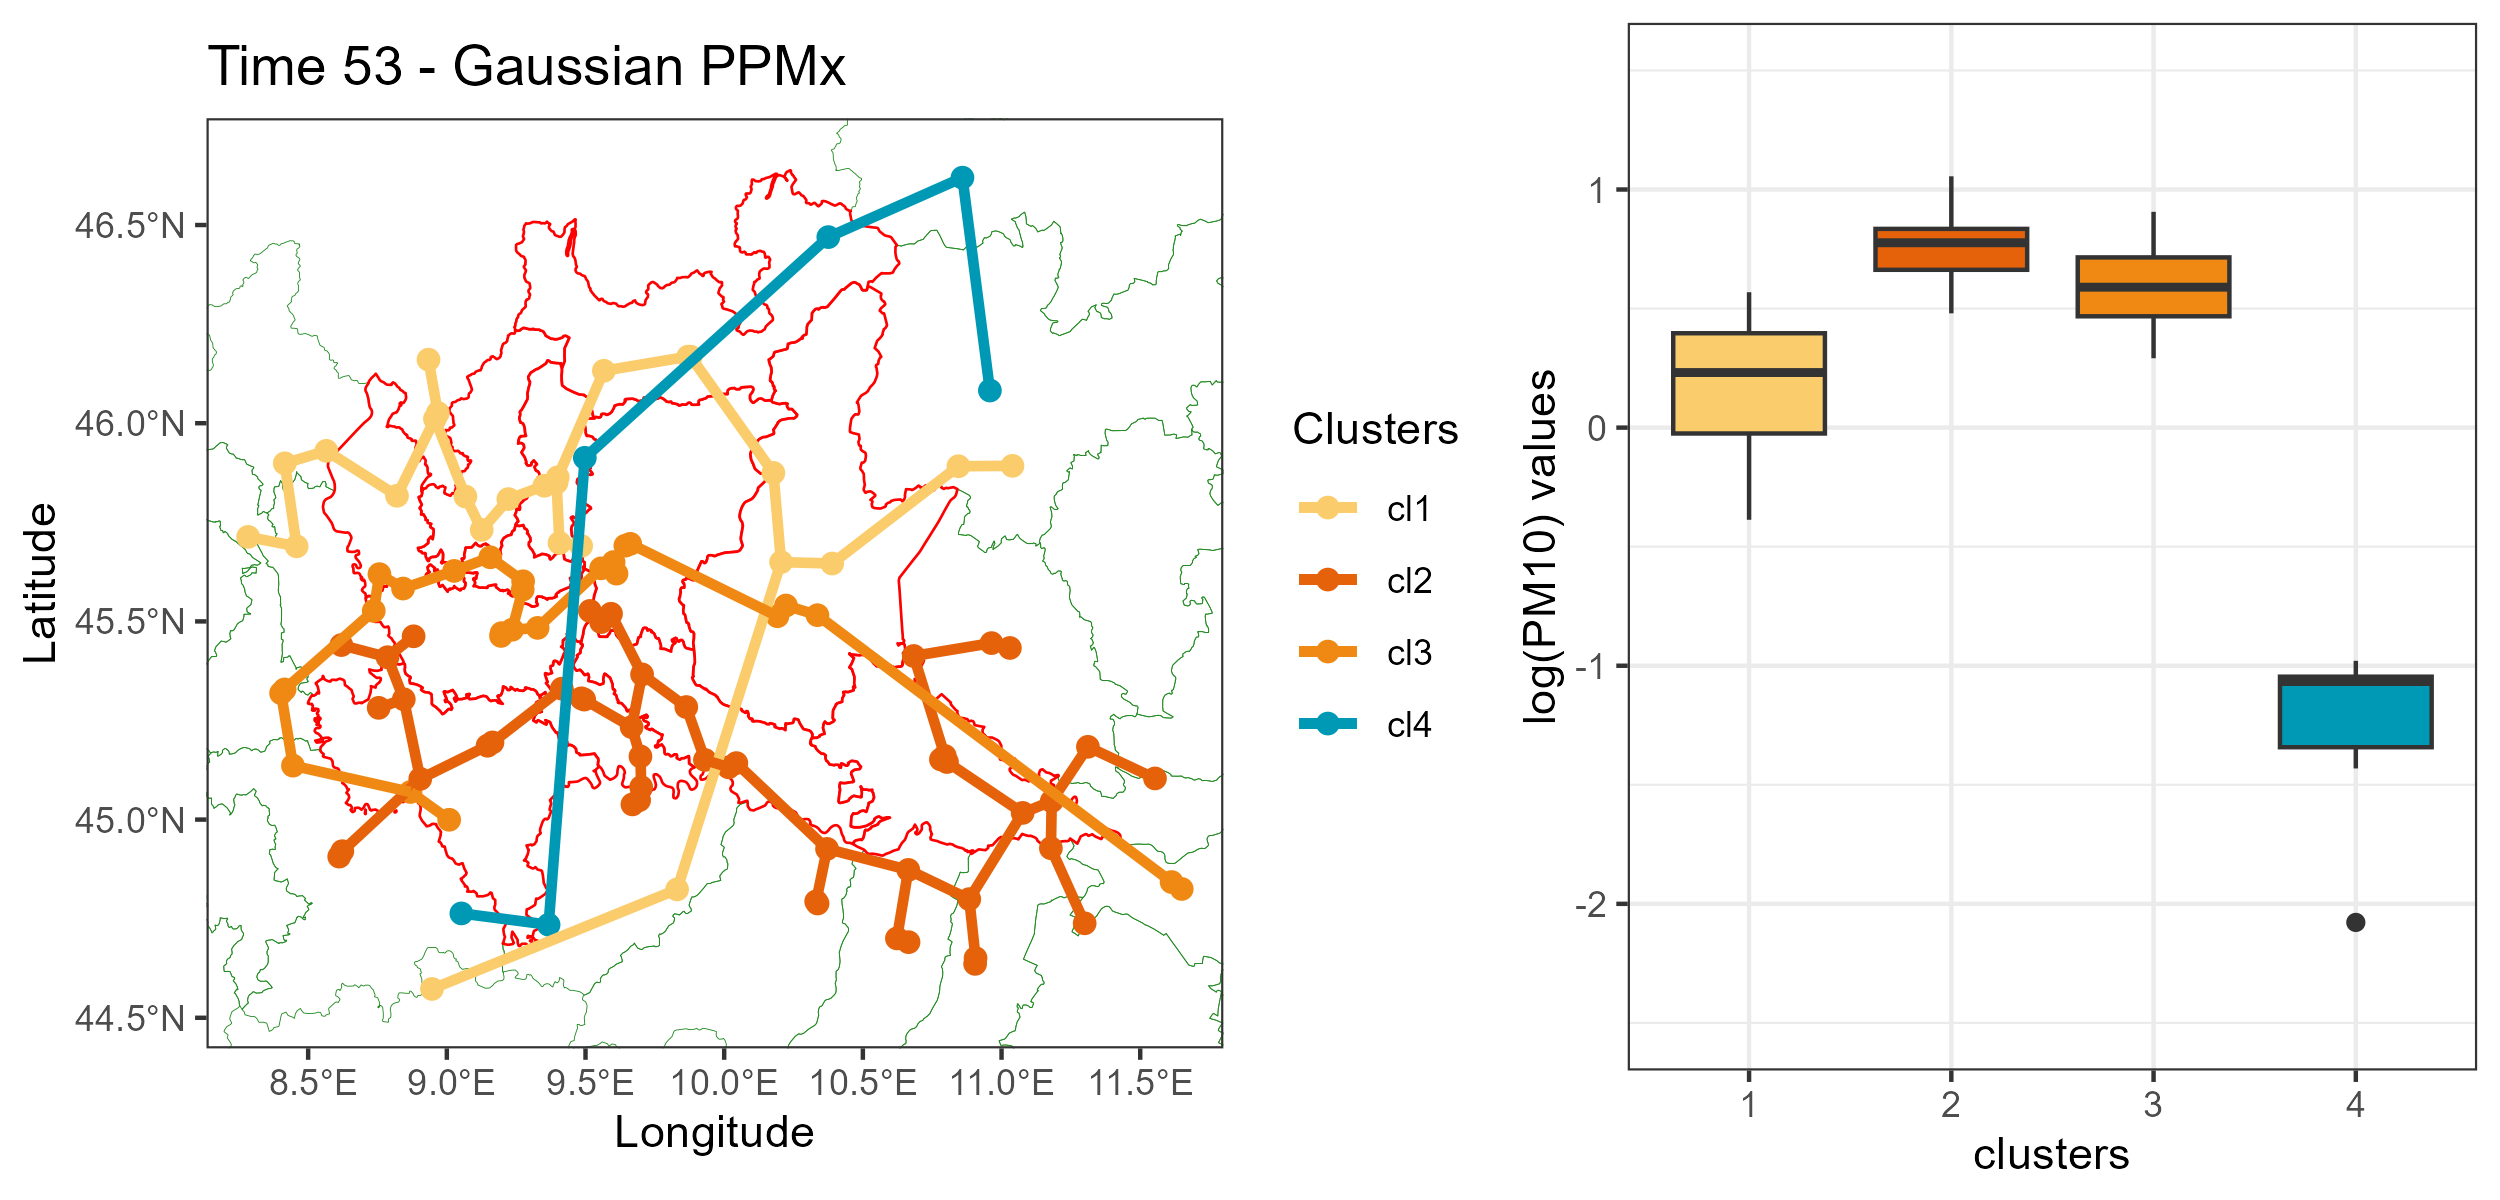 Time 53 - Gaussian PPMx
Latitude
46.5°N
46.0°N
45.5°N
45.0°N
44.5°N
8.5°E 9.0°E 9.5°E 10.0°E 10.5°E 11.0°E 11.5°E
Longitude
Clusters
cl1
cl2
cl3
cl4
log(PM10) values
1
0
-1
-2
1 2 3 4
clusters